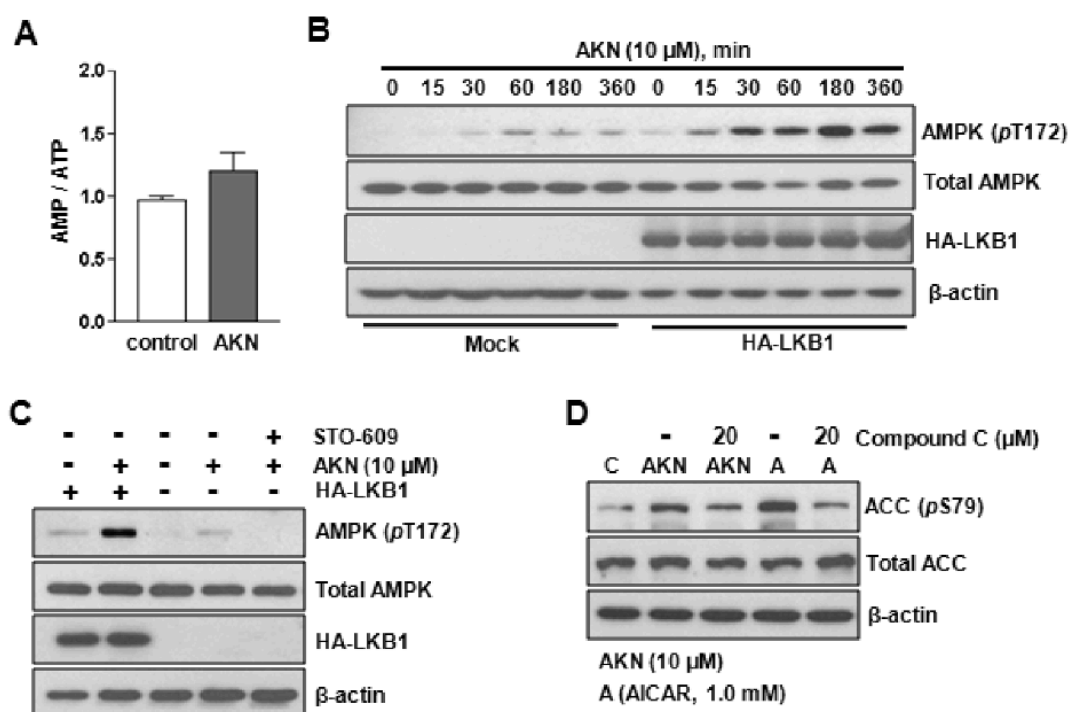 A
2.0
1.5
1.0
0.5
0.0
AMP / ATP
control AKN
B
AKN (10 μM), min
0 15 30 60 180 360 0 15 30 60 180 360
AMPK (pT172)
Total AMPK
HA-LKB1
β-actin
Mock HA-LKB1
C
- - - - + STO-609
- + - + + AKN (10 μM)
+ + - - - HA-LKB1
AMPK (pT172)
Total AMPK
HA-LKB1
β-actin
D
- 20 - 20 Compound C (μM)
C AKN AKN A A
ACC (pS79)
Total ACC
β-actin
AKN (10 μM)
A (AICAR, 1.0 mM)